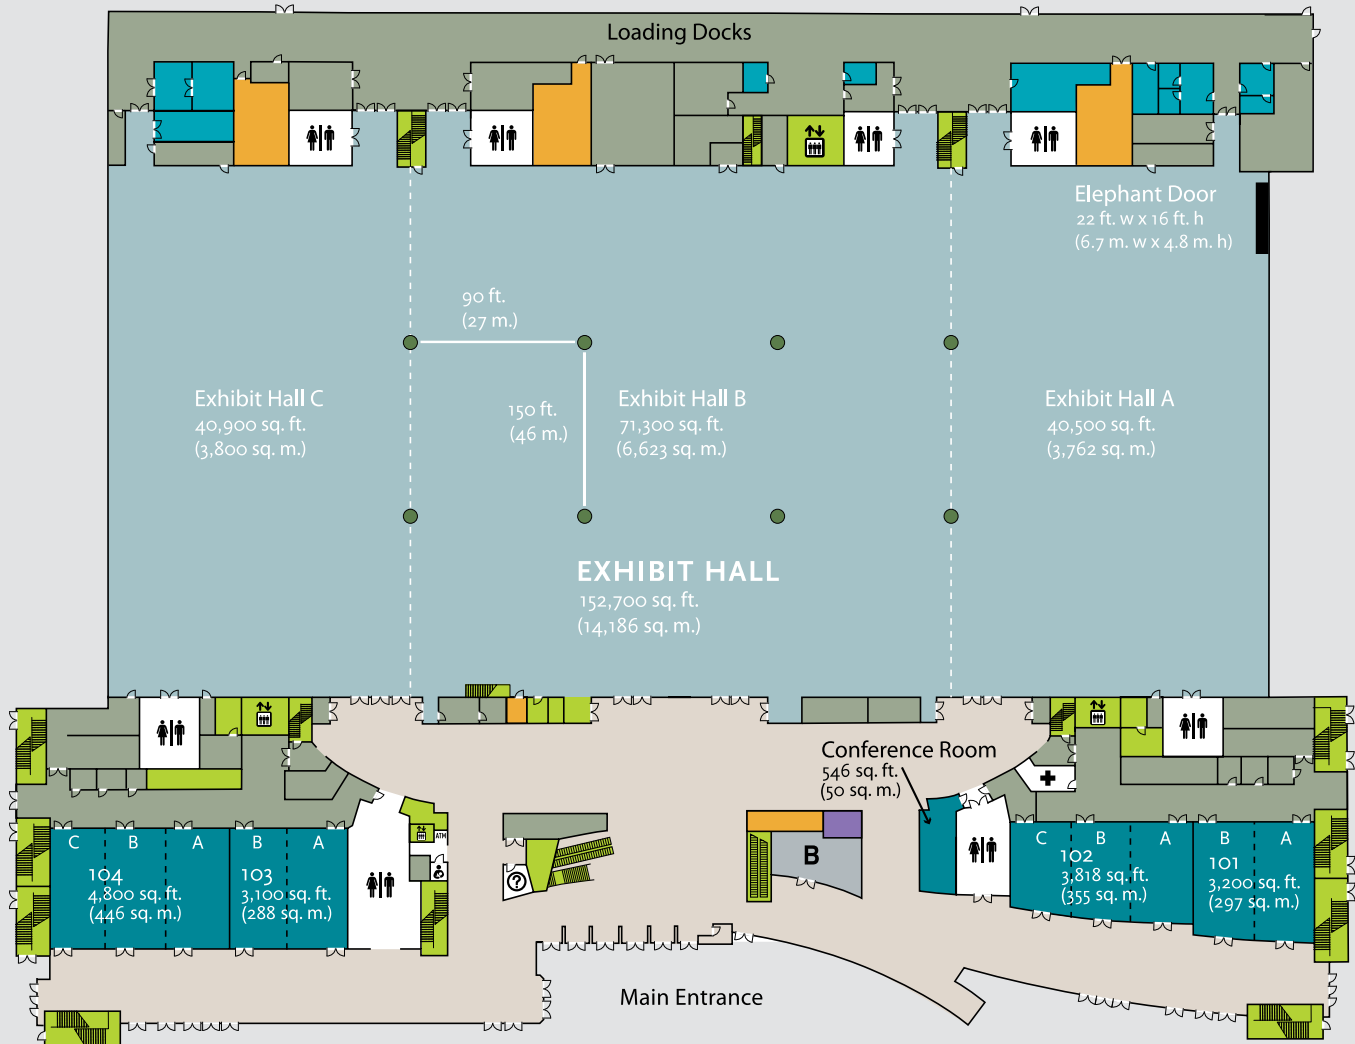 Loading Docks
Elephant Door
22 ft. w x 16 ft. h
(6.7 m. w x 4.8 m. h)
90 ft.
(27 m.)
150 ft.
(46 m.)
Exhibit Hall C
40,900 sq. ft.
(3,800 sq. m.)
Exhibit Hall B
71,300 sq. ft.
(6,623 sq. m.)
Exhibit Hall A
40,500 sq. ft.
(3,762 sq. m.)
EXHIBIT HALL
152,700 sq. ft.
(14,186 sq. m.)
Conference Room
546 sq. ft.
(50 sq. m.)
C B A
104
4,800 sq. ft.
(446 sq. m.)
B A
103
3,100 sq. ft.
(288 sq. m.)
ATM
?
B
C B A
102
3,818 sq. ft.
(355 sq. m.)
B A
101
3,200 sq. ft.
(297 sq. m.)
Main Entrance